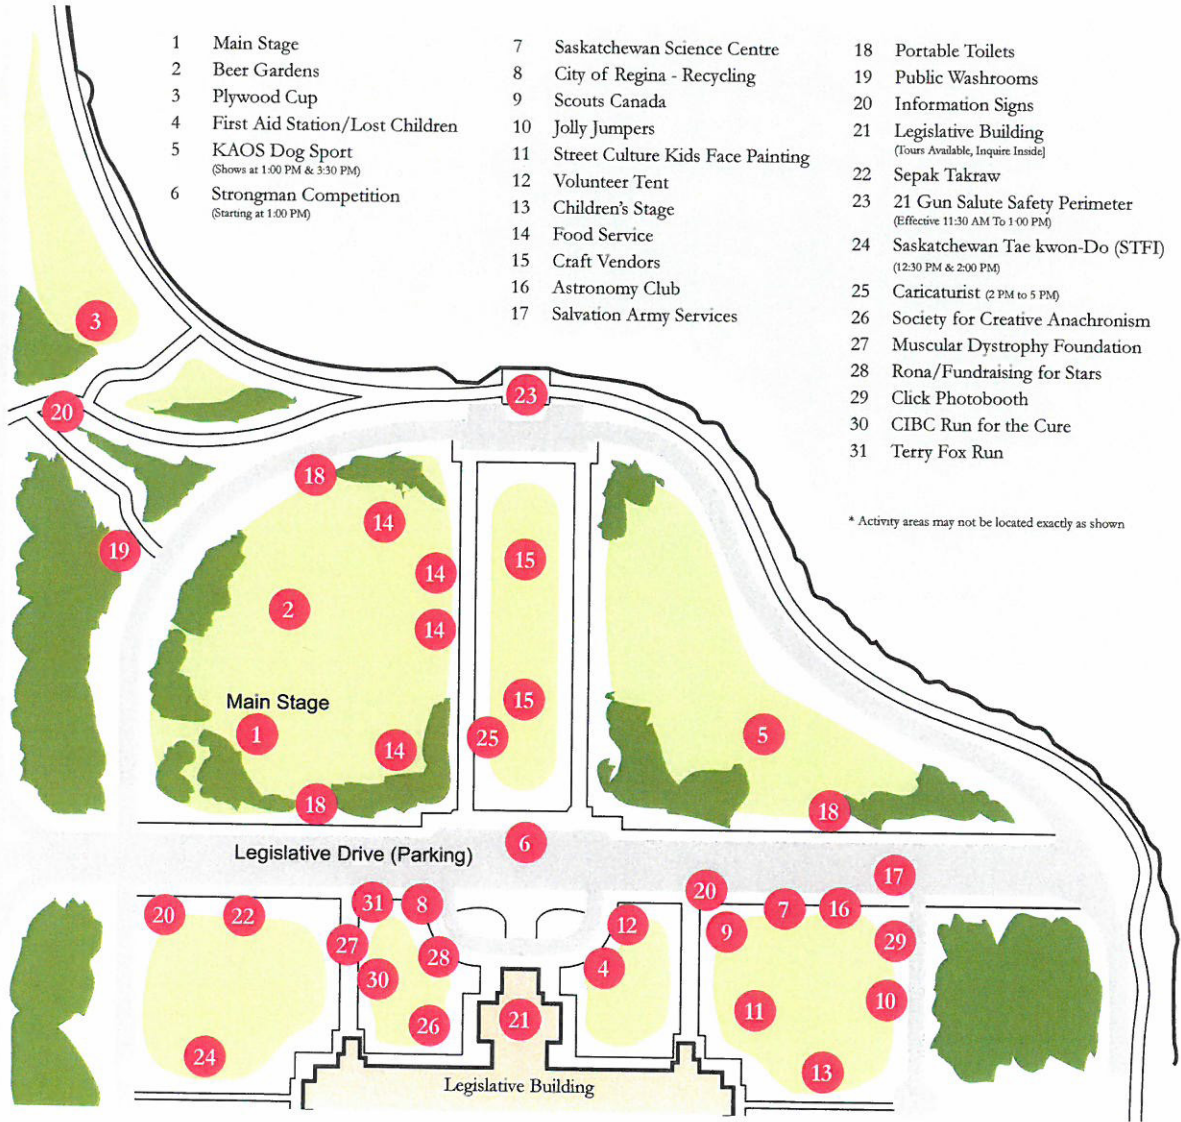 1 Main Stage
2 Beer Gardens
3 Plywood Cup
4 First Aid Station/Lost Children
5 KAOS Dog Sport
(Shows at 1:00 PM & 3:30 PM)
6 Strongman Competition
(Starting at 1:00 PM)
7 Saskatchewan Science Centre
8 City of Regina - Recycling
9 Scouts Canada
10 Jolly Jumpers
11 Street Culture Kids Face Painting
12 Volunteer Tent
13 Children's Stage
14 Food Service
15 Craft Vendors
16 Astronomy Club
17 Salvation Army Services
18 Portable Toilets
19 Public Washrooms
20 Information Signs
21 Legislative Building
(Tours Available, Inquire Inside]
22 Sepak Takraw
23 21 Gun Salute Safety Perimeter
(Effective 11:30 AM To 1:00 PM)
24 Saskatchewan Tae kwon-Do (STFI)
(12:30 PM & 2:00 PM)
25 Caricaturist (2 PM to 5 PM)
26 Society for Creative Anachronism
27 Muscular Dystrophy Foundation
28 Rona/Fundraising for Stars
29 Click Photobooth
30 CIBC Run for the Cure
31 Terry Fox Run
* Activity areas may not be located exactly as shown
3
23
20
18
14
19
15
14
2
14
15
Main Stage
1
25
5
14
18
18
6
Legislative Drive (Parking)
17
20
31
8
7
16
20
22
12
9
27
29
28
4
30
10
11
21
26
24
13
Legislative Building